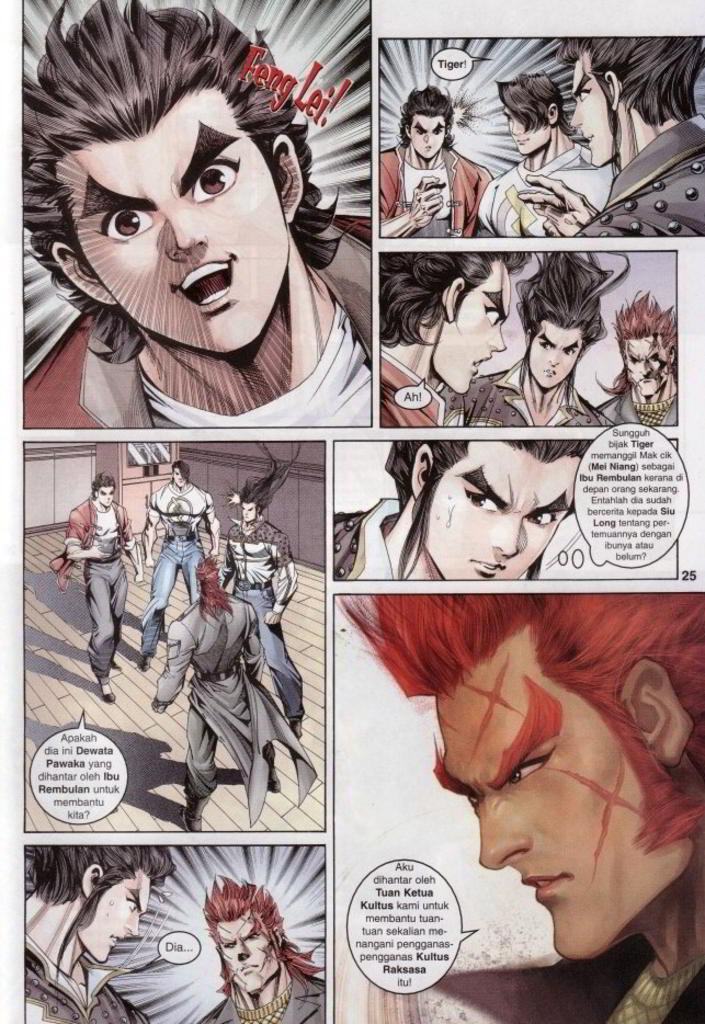 Feng Lei!
Tiger!
Ah!
Apakah
dia ini Dewata
Pawaka yang
dihantar oleh Ibu
Rembulan untuk
membantu
kita?
Sungguh
bijak Tiger
memanggil Mak cik
(Mei Niang) sebagai
Ibu Rembulan kerana di
depan orang sekarang.
Entahlah dia sudah
bercerita kepada Siu
Long tentang per-
temuannya dengan
ibunya atau
belum?
25
Dia...
Aku
dihantar oleh
Tuan Ketua
Kultus kami untuk
membantu tuan-
tuan sekalian me-
nangani pengganas-
pengganas Kultus
Raksasa
itu!